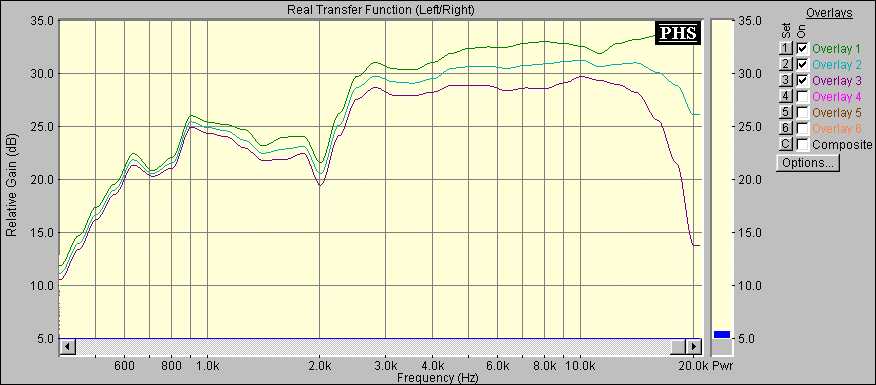 Real Transfer Function (Left/Right)
Overlays
35.0
30.0
25.0
20.0
15.0
10.0
5.0
Relative Gain (dB)
PHS
35.0
30.0
25.0
20.0
15.0
10.0
5.0
Set On
1 Overlay 1
2 Overlay 2
3 Overlay 3
4 Overlay 4
5 Overlay 5
6 Overlay 6
C Composite
Options...
600 800 1.0k 2.0k 3.0k 4.0k 6.0k 8.0k 10.0k 20.0k Pwr
Frequency (Hz)